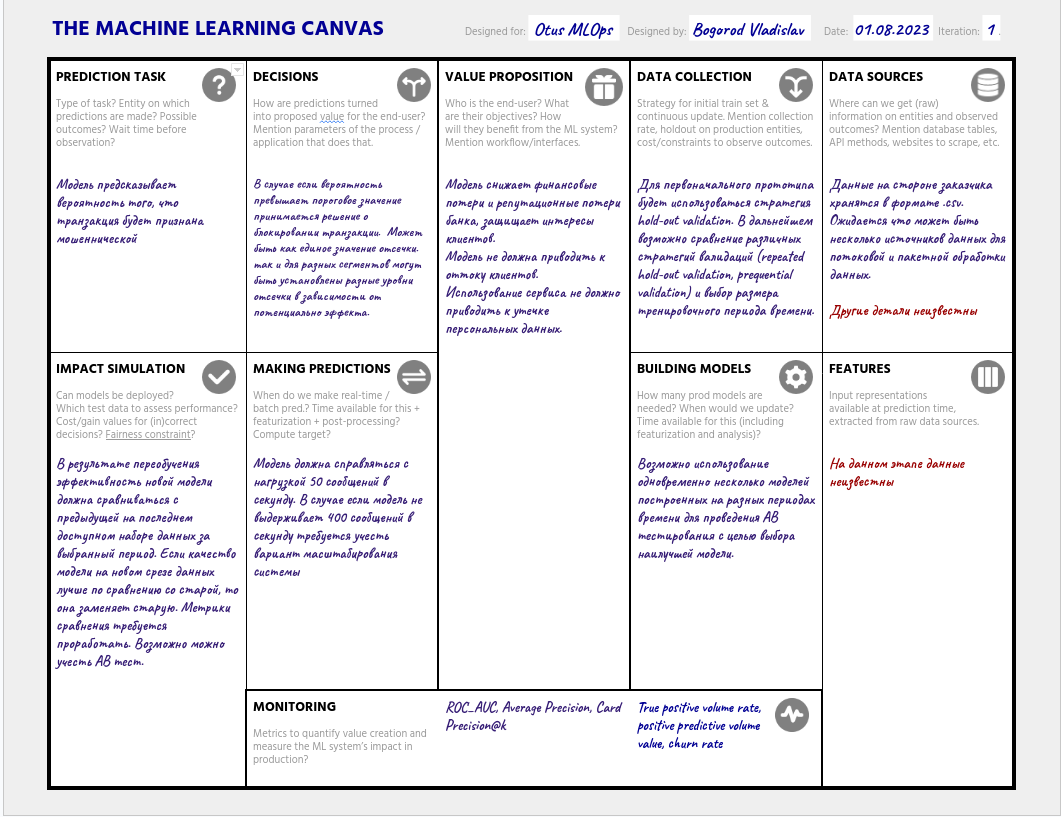 THE MACHINE LEARNING CANVAS
Designed for: Otus MLOps
Designed by: Bogorod Vladislav
Date: 01.08.2023
Iteration: 1
PREDICTION TASK
Type of task? Entity on which
predictions are made? Possible
outcomes? Wait time before
observation?
Модель предсказывает
вероятность того, что
транзакция будет признана
мошеннической
DECISIONS
How are predictions turned
into proposed value for the end-user?
Mention parameters of the process /
application that does that.
В случае если вероятность
превышает пороговое значение
принимается решение о
блокировании транзакции. Может
быть как единое значение отсечки.
так и для разных сегментов могут
быть установлены разные уровни
отсечки в зависимости от
потенциально эффекта.
VALUE PROPOSITION
Who is the end-user? What
are their objectives? How
will they benefit from the ML system?
Mention workflow/interfaces.
Модель снижает финансовые
потери и репутационные потери
банка, защищает интересы
клиентов.
Модель не должна приводить к
оттоку клиентов.
Использование сервиса не должно
приводить к утечке
персональных данных.
DATA COLLECTION
Strategy for initial train set &
continuous update. Mention collection
rate, holdout on production entities,
cost/constraints to observe outcomes.
Для первоначального прототипа
будет использоваться стратегия
hold-out validation. В дальнейшем
возможно сравнение различных
стратегий валидаций (repeated
hold-out validation, prequential
validation) и выбор размера
тренировочного периода времени.
DATA SOURCES
Where can we get (raw)
information on entities and observed
outcomes? Mention database tables,
API methods, websites to scrape, etc.
Данные на стороне заказчика
хранятся в формате .csv.
Ожидается что может быть
несколько источников данных для
потоковой и пакетной обработки
данных.
Другие детали неизвестны
IMPACT SIMULATION
Can models be deployed?
Which test data to assess performance?
Cost/gain values for (in)correct
decisions? Fairness constraint?
В результате переобучения
эффективность новой модели
должна сравниваться с
предыдущей на последнем
доступном наборе данных за
выбранный период. Если качество
модели на новом срезе данных
лучше по сравнению со старой, то
она заменяет старую. Метрики
сравнения требуется
проработать. Возможно можно
учесть АВ тест.
MAKING PREDICTIONS
When do we make real-time /
batch pred.? Time available for this +
featurization + post-processing?
Compute target?
Модель должна справляться с
нагрузкой 50 сообщений в
секунду. В случае если модель не
выдерживает 400 сообщений в
секунду требуется учесть
вариант масштабирования
системы
BUILDING MODELS
How many prod models are
needed? When would we update?
Time available for this (including
featurization and analysis)?
Возможно использование
одновременно несколько моделей
построенных на разных периодах
времени для проведения АВ
тестирования с целью выбора
наилучшей модели.
FEATURES
Input representations
available at prediction time,
extracted from raw data sources.
На данном этапе данные
неизвестны
MONITORING
Metrics to quantify value creation and
measure the ML system's impact in
production?
ROC_AUC, Average Precision, Card
Precision@k
True positive volume rate,
positive predictive volume
value, churn rate